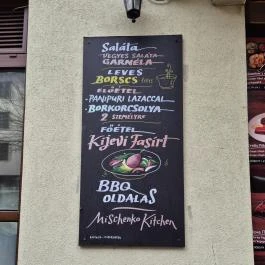 Saláta
VEGYES SALÁTA
GARNÉLA
LEVES
BORSCS
ELŐÉTEL
PANIPURI LAZACCAL
BORKORCSOLYA
2 SZEMÉLYRE
FŐÉTEL
Kijevi Fasírt
BBQ
OLDALAS
Mischenko Kitchen